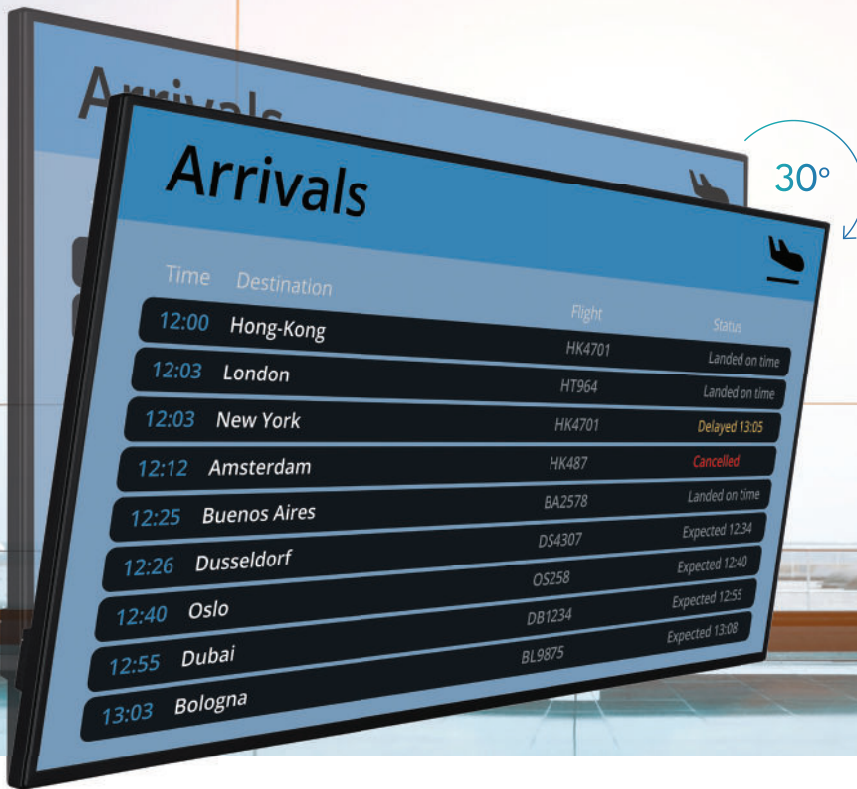 Arrivals
Arrivals
30°
Time Destination Flight Status
12:00 Hong-Kong HK4701 Landed on time
12:03 London HT964 Landed on time
12:03 New York HK4701 Delayed 13:05
12:12 Amsterdam HK487 Cancelled
12:25 Buenos Aires BA2578 Landed on time
12:26 Dusseldorf DS4307 Expected 12:34
12:40 Oslo OS258 Expected 12:40
12:55 Dubai DB1234 Expected 12:55
13:03 Bologna BL9875 Expected 13:08